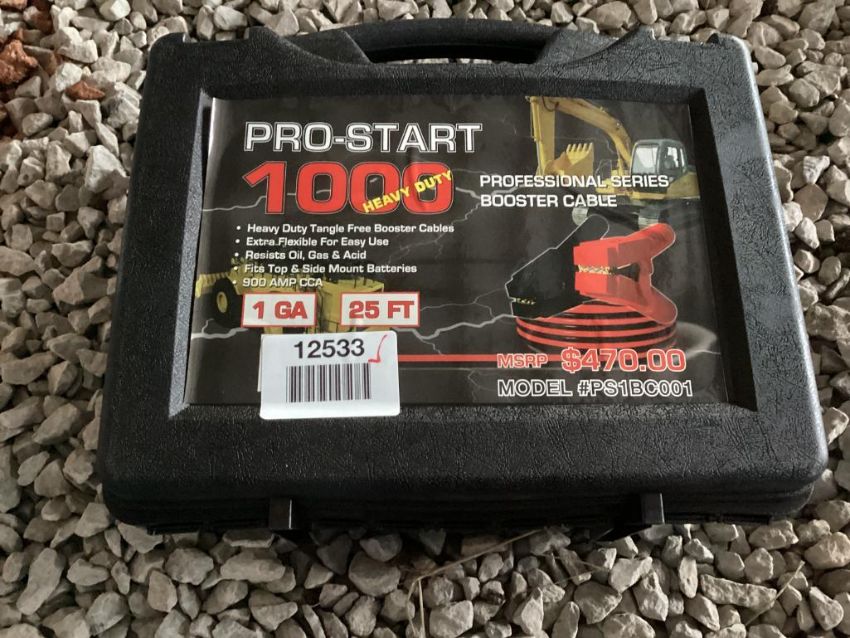 PRO-START
1000
HEAVY DUTY
PROFESSIONAL SERIES
BOOSTER CABLE
• Heavy Duty Tangle Free Booster Cables
• Extra Flexible For Easy Use
• Resists Oil, Gas & Acid
• Fits Top & Side Mount Batteries
• 900 AMP CCA
1 GA 25 FT
12533
MSRP $470.00
MODEL #PS1BC001